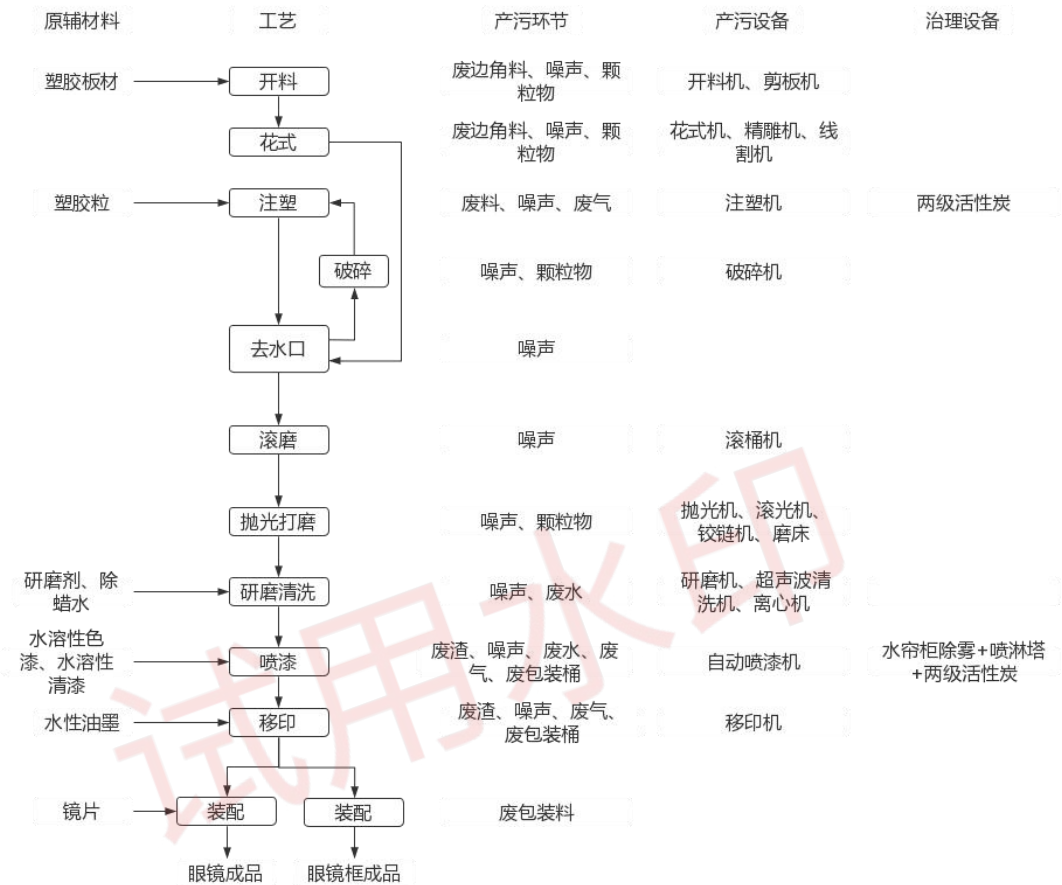 原辅材料 工艺 产污环节 产污设备 治理设备
塑胶板材 开料 废边角料、噪声、颗
粒物 开料机、剪板机
花式 废边角料、噪声、颗
粒物 花式机、精雕机、线
割机
塑胶粒 注塑 废料、噪声、废气 注塑机 两级活性炭
破碎 噪声、颗粒物 破碎机
去水口 噪声
滚磨 噪声 滚桶机
抛光打磨 噪声、颗粒物 抛光机、滚光机、
铰链机、磨床
研磨剂、除
蜡水 研磨清洗 噪声、废水 研磨机、超声波清
洗机、离心机
水溶性色
漆、水溶性
清漆 喷漆 废渣、噪声、废水、废
气、废包装桶 自动喷漆机 水帘柜除雾+喷淋塔
+两级活性炭
水性油墨 移印 废渣、噪声、废气、
废包装桶 移印机
镜片 装配 装配 废包装料
眼镜成品 眼镜框成品
试用水印